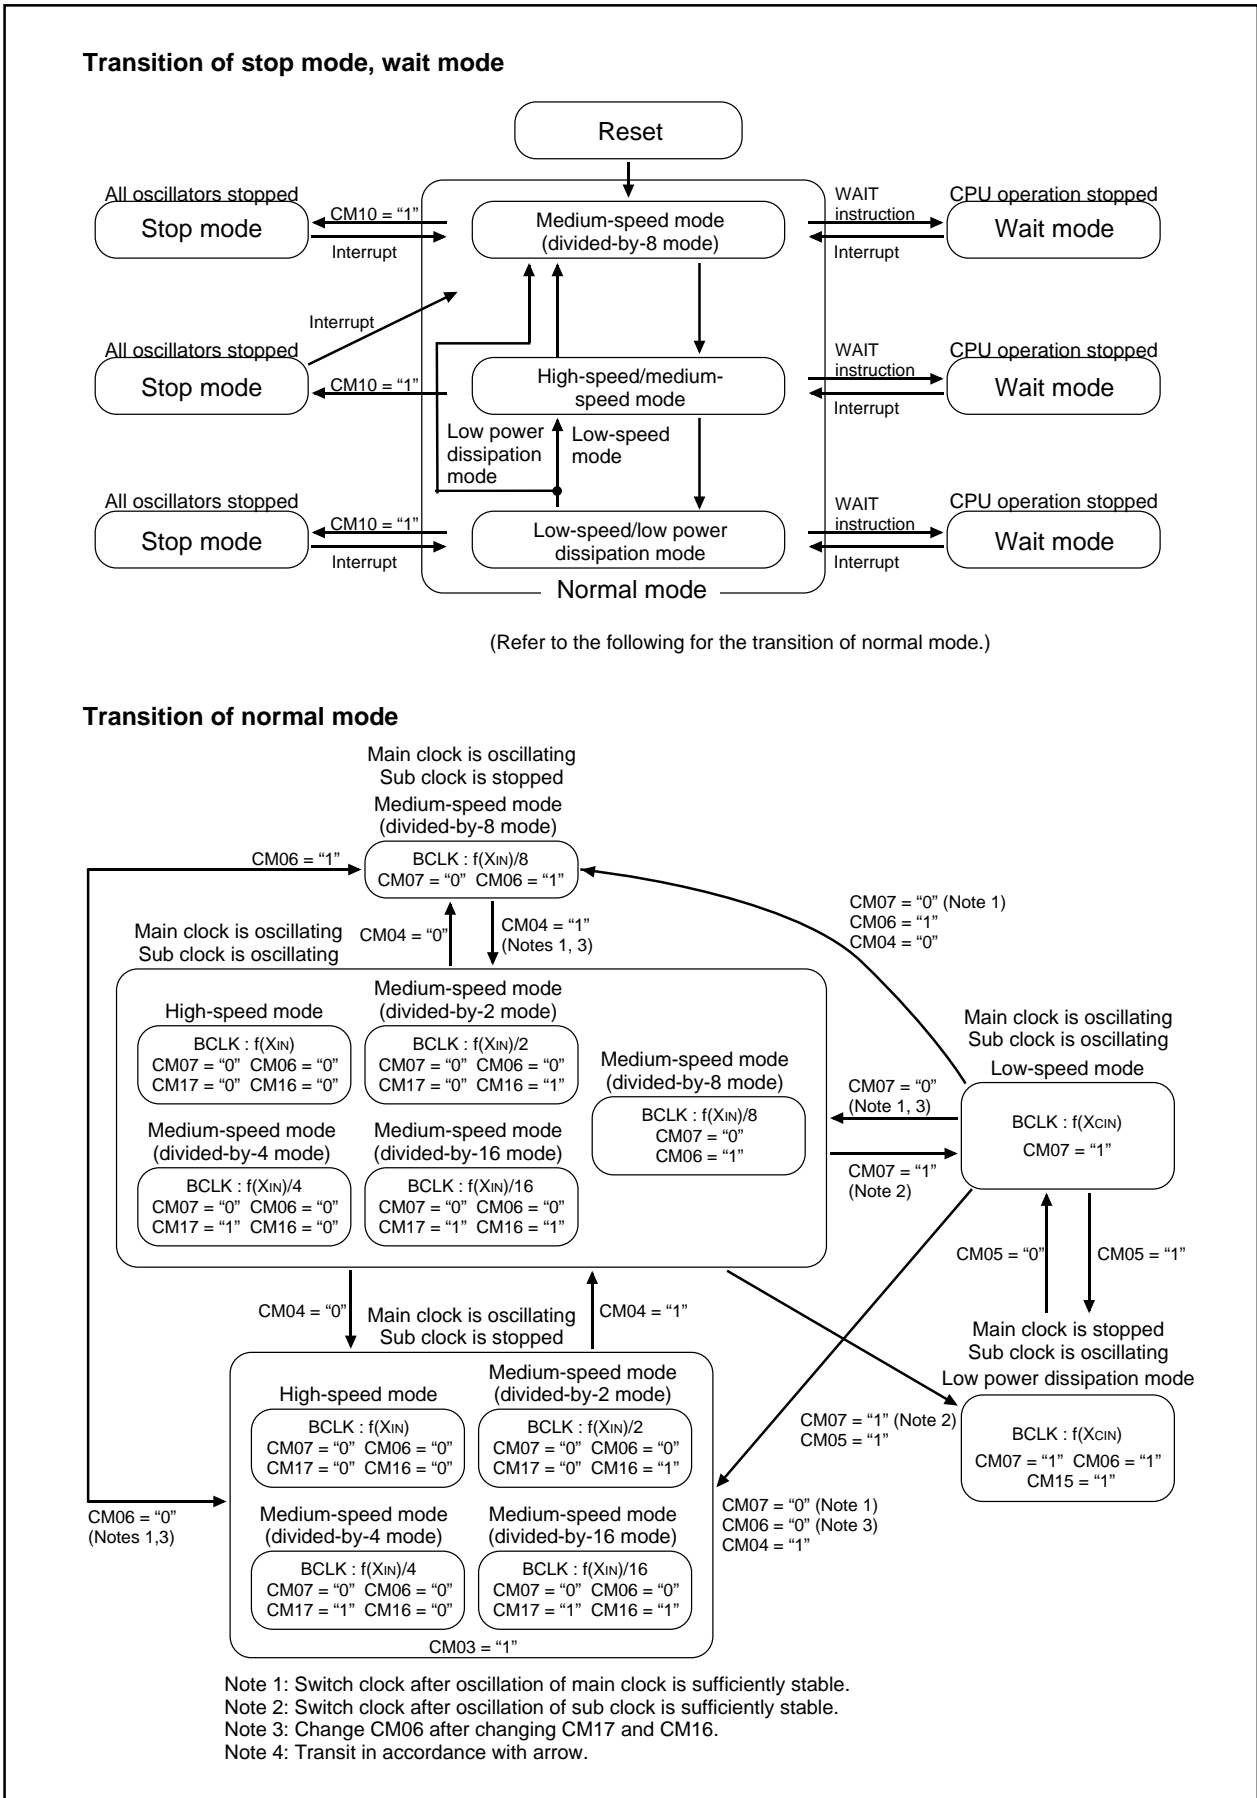 Transition of stop mode, wait mode
Reset
All oscillators stopped
Stop mode
CM10 = “1”
Interrupt
Medium-speed mode
(divided-by-8 mode)
WAIT
instruction
Interrupt
CPU operation stopped
Wait mode
Interrupt
All oscillators stopped
Stop mode
CM10 = “1”
High-speed/medium-
speed mode
WAIT
instruction
Interrupt
CPU operation stopped
Wait mode
Low power
dissipation
mode
Low-speed
mode
All oscillators stopped
Stop mode
CM10 = “1”
Interrupt
Low-speed/low power
dissipation mode
WAIT
instruction
Interrupt
CPU operation stopped
Wait mode
Normal mode
(Refer to the following for the transition of normal mode.)
Transition of normal mode
Main clock is oscillating
Sub clock is stopped
Medium-speed mode
(divided-by-8 mode)
BCLK : f(XIN)/8
CM07 = “0” CM06 = “1”
CM06 = “1”
CM07 = “0” (Note 1)
CM06 = “1”
CM04 = “0”
Main clock is oscillating
Sub clock is oscillating
CM04 = “0”
CM04 = “1”
(Notes 1, 3)
High-speed mode
BCLK : f(XIN)
CM07 = “0” CM06 = “0”
CM17 = “0” CM16 = “0”
Medium-speed mode
(divided-by-2 mode)
BCLK : f(XIN)/2
CM07 = “0” CM06 = “0”
CM17 = “0” CM16 = “1”
Medium-speed mode
(divided-by-8 mode)
BCLK : f(XIN)/8
CM07 = “0”
CM06 = “1”
Medium-speed mode
(divided-by-4 mode)
BCLK : f(XIN)/4
CM07 = “0” CM06 = “0”
CM17 = “1” CM16 = “0”
Medium-speed mode
(divided-by-16 mode)
BCLK : f(XIN)/16
CM07 = “0” CM06 = “0”
CM17 = “1” CM16 = “1”
CM07 = “0”
(Note 1, 3)
CM07 = “1”
(Note 2)
Main clock is oscillating
Sub clock is oscillating
Low-speed mode
BCLK : f(XCIN)
CM07 = “1”
CM05 = “0”
CM05 = “1”
CM04 = “0”
Main clock is oscillating
Sub clock is stopped
CM04 = “1”
Main clock is stopped
Sub clock is oscillating
Low power dissipation mode
BCLK : f(XCIN)
CM07 = “1” CM06 = “1”
CM15 = “1”
CM07 = “1” (Note 2)
CM05 = “1”
High-speed mode
BCLK : f(XIN)
CM07 = “0” CM06 = “0”
CM17 = “0” CM16 = “0”
Medium-speed mode
(divided-by-2 mode)
BCLK : f(XIN)/2
CM07 = “0” CM06 = “0”
CM17 = “0” CM16 = “1”
CM06 = “0”
(Notes 1,3)
Medium-speed mode
(divided-by-4 mode)
BCLK : f(XIN)/4
CM07 = “0” CM06 = “0”
CM17 = “1” CM16 = “0”
Medium-speed mode
(divided-by-16 mode)
BCLK : f(XIN)/16
CM07 = “0” CM06 = “0”
CM17 = “1” CM16 = “1”
CM07 = “0” (Note 1)
CM06 = “0” (Note 3)
CM04 = “1”
CM03 = “1”
Note 1: Switch clock after oscillation of main clock is sufficiently stable.
Note 2: Switch clock after oscillation of sub clock is sufficiently stable.
Note 3: Change CM06 after changing CM17 and CM16.
Note 4: Transit in accordance with arrow.